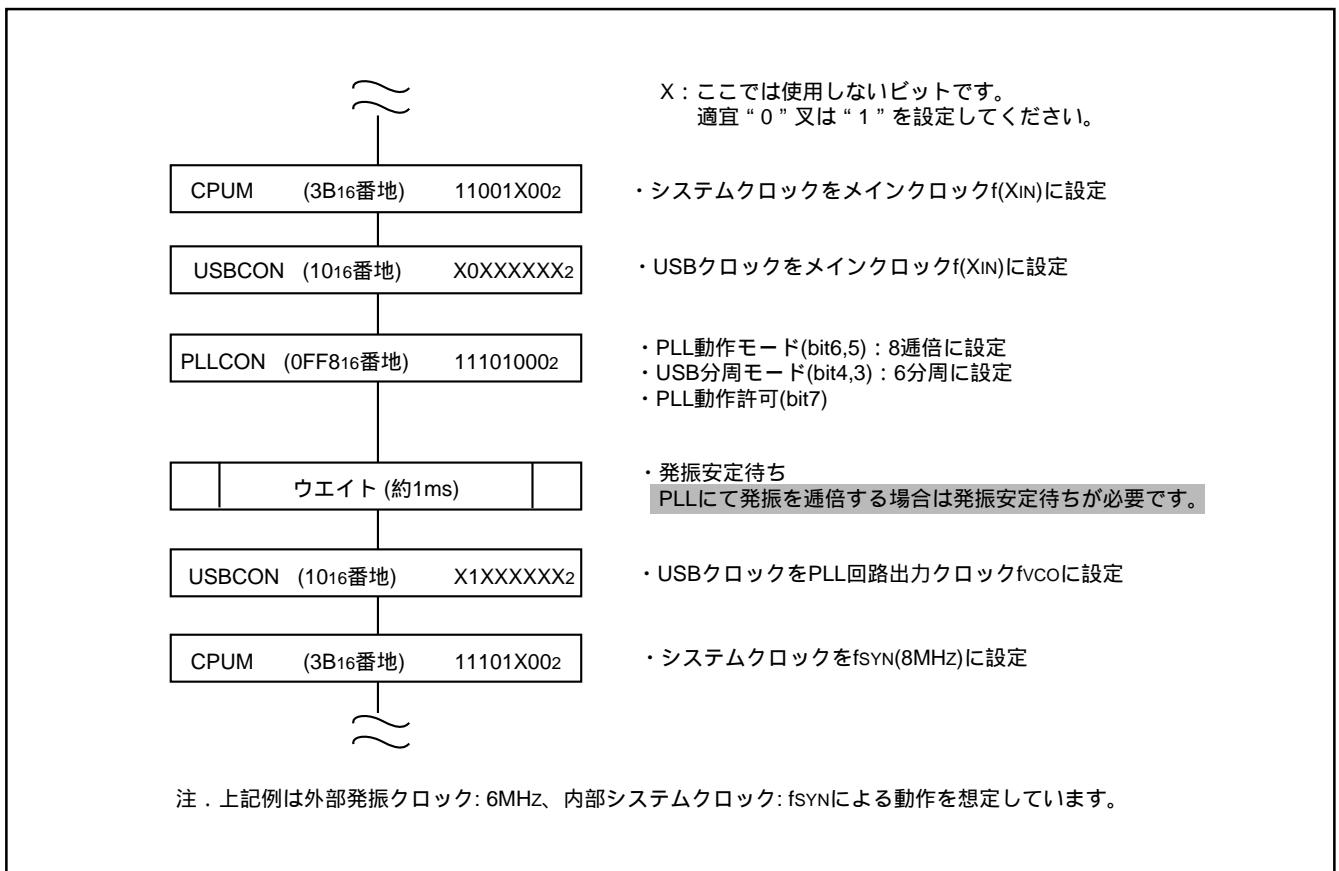 X：ここでは使用しないビットです。
適宜“0”叉は“1”を設定してください。
CPUM (3B16番地) 11001X002 ・システムクロックをメインクロックf(XIN)に設定
USBCON (1016番地) X0XXXXXX2 ・USBクロックをメインクロックf(XIN)に設定
PLLCON (0FF816番地) 111010002 ・PLL動作モード(bit6,5)：8逓倍に設定
・USB分周モード(bit4,3)：6分周に設定
・PLL動作許可(bit7)
ウエイト (約1ms) ・発振安定待ち
PLLにて発振を逓倍する場合は発振安定待ちが必要です。
USBCON (1016番地) X1XXXXXX2 ・USBクロックをPLL回路出力クロックfVCOに設定
CPUM (3B16番地) 11101X002 ・システムクロックをfSYN(8MHz)に設定
注．上記例は外部発振クロック: 6MHz、内部システムクロック: fSYNによる動作を想定しています。